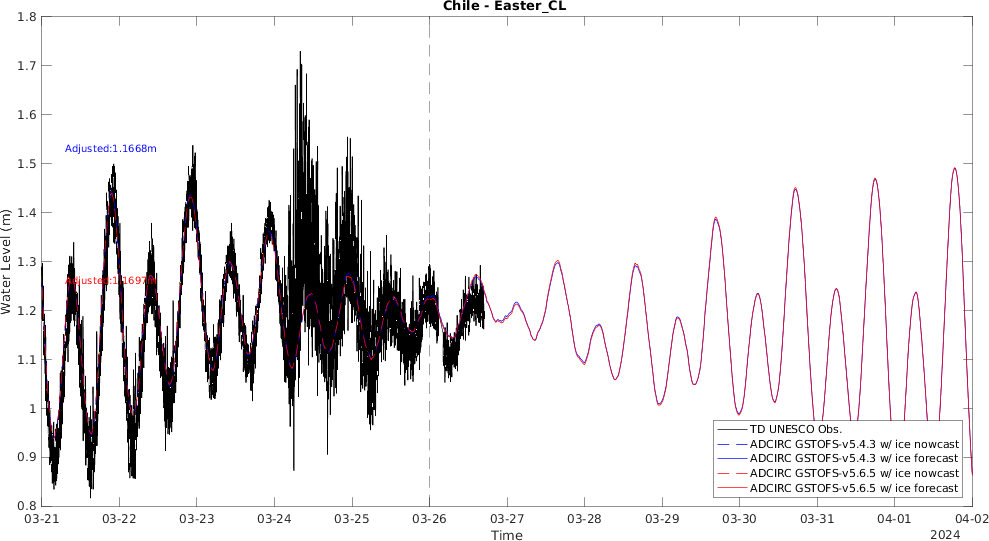 Chile - Easter_CL
1.8
1.7
1.6
1.5
1.4
1.3
1.2
1.1
1
0.9
0.8
Water Level (m)
Adjusted:1.1668m
Adjusted:1.1697m
TD UNESCO Obs.
ADCIRC GSTOFS-v5.4.3 w/ ice nowcast
ADCIRC GSTOFS-v5.4.3 w/ ice forecast
ADCIRC GSTOFS-v5.6.5 w/ ice nowcast
ADCIRC GSTOFS-v5.6.5 w/ ice forecast
03-21 03-22 03-23 03-24 03-25 03-26 03-27 03-28 03-29 03-30 03-31 04-01 04-02
Time
2024